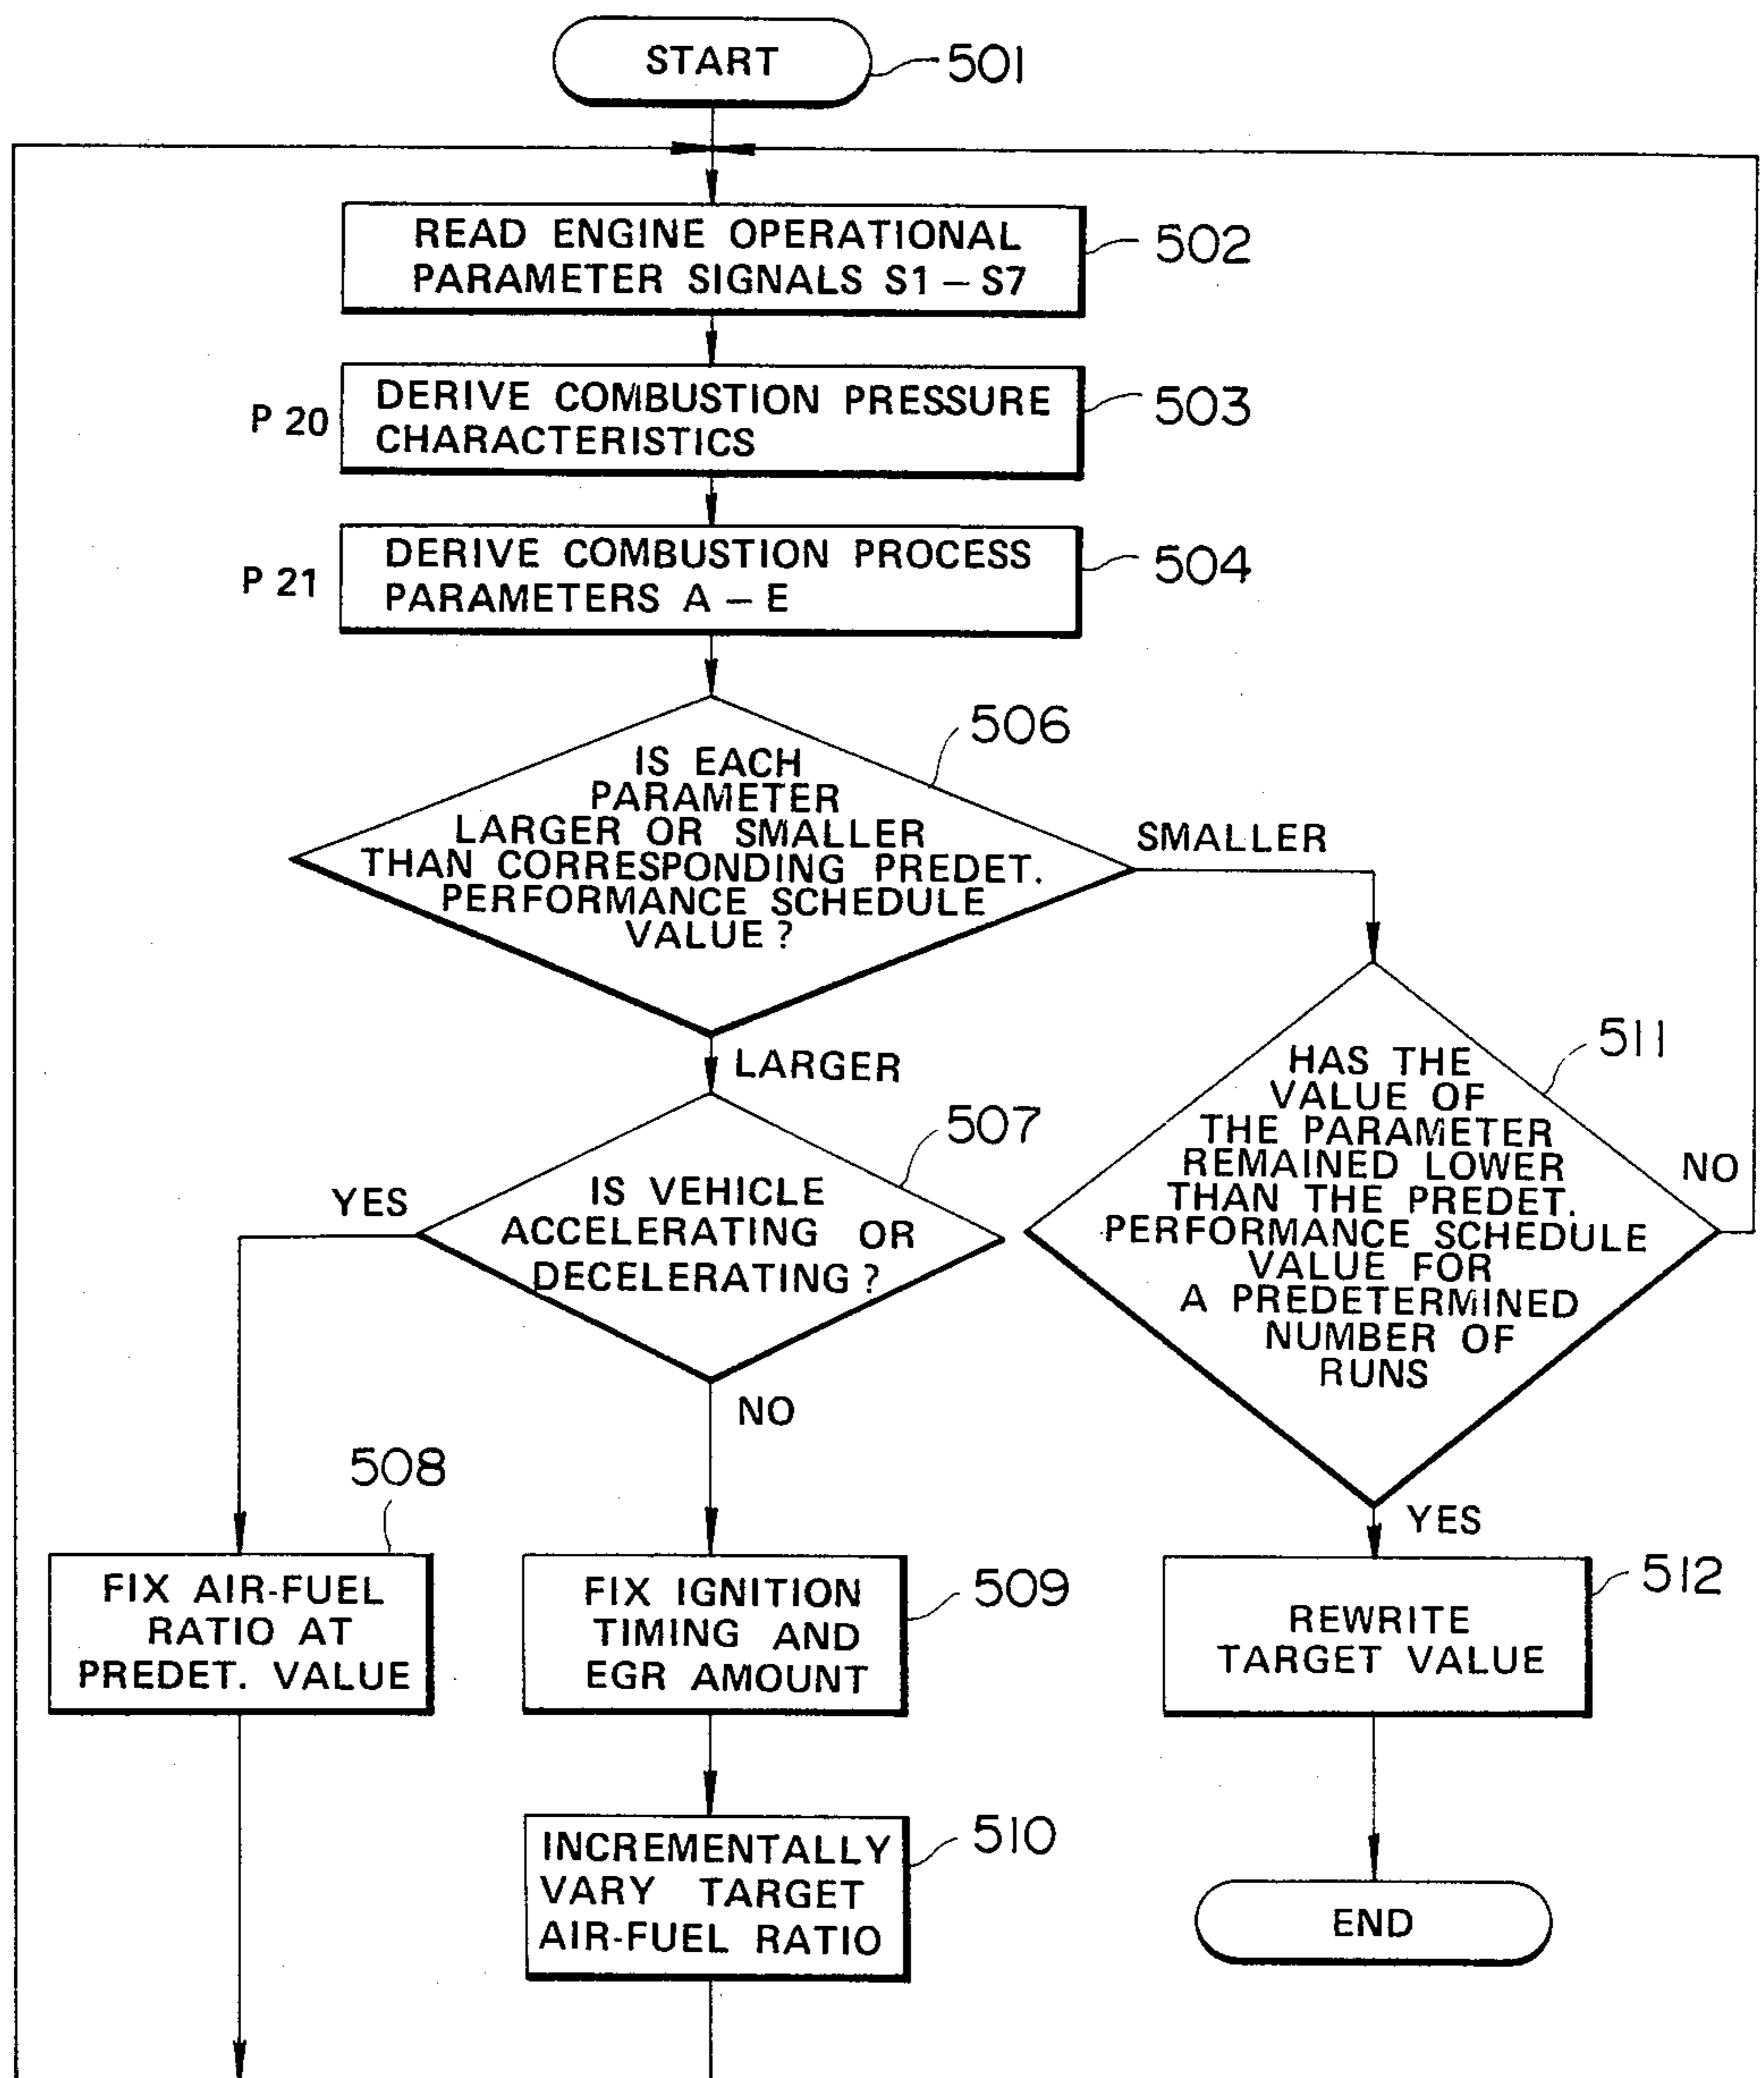 START
501
READ ENGINE OPERATIONAL
PARAMETER SIGNALS S1 – S7
502
P 20
DERIVE COMBUSTION PRESSURE
CHARACTERISTICS
503
P 21
DERIVE COMBUSTION PROCESS
PARAMETERS A – E
504
506
IS EACH
PARAMETER
LARGER OR SMALLER
THAN CORRESPONDING PREDET.
PERFORMANCE SCHEDULE
VALUE?
SMALLER
LARGER
507
IS VEHICLE
ACCELERATING OR
DECELERATING?
YES
NO
511
HAS THE
VALUE OF
THE PARAMETER
REMAINED LOWER
THAN THE PREDET.
PERFORMANCE SCHEDULE
VALUE FOR
A PREDETERMINED
NUMBER OF
RUNS
NO
YES
508
FIX AIR-FUEL
RATIO AT
PREDET. VALUE
FIX IGNITION
TIMING AND
EGR AMOUNT
509
REWRITE
TARGET VALUE
512
INCREMENTALLY
VARY TARGET
AIR-FUEL RATIO
510
END